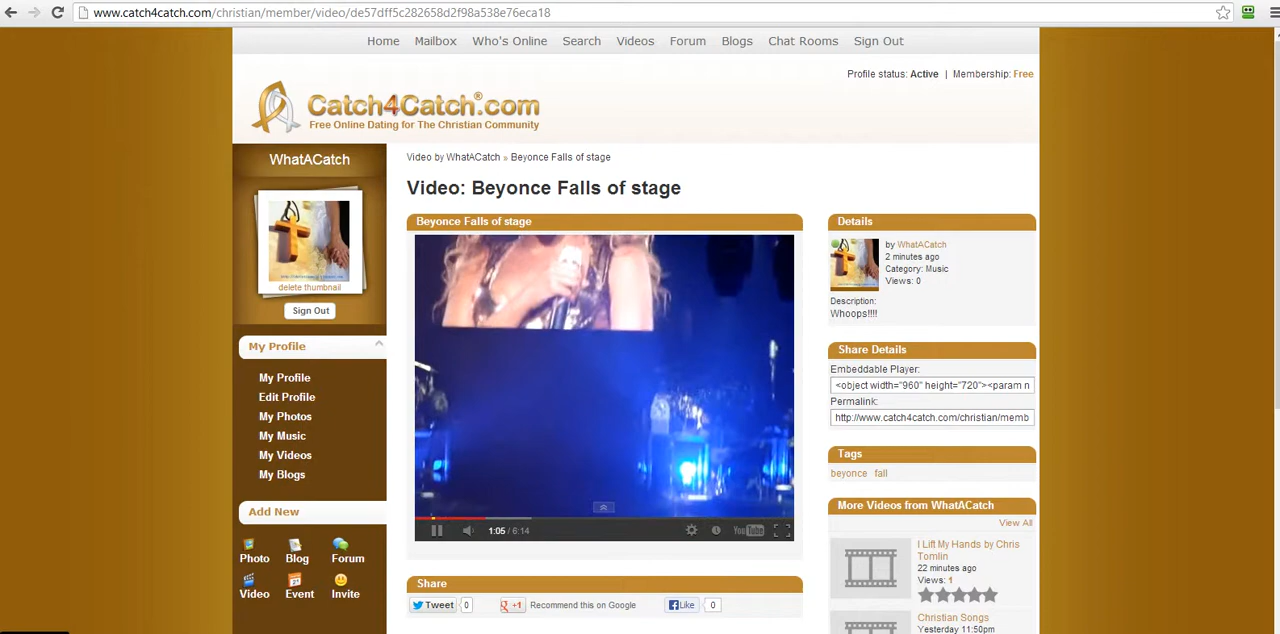 www.catch4catch.com/christian/member/video/de57dff5c282658d2f98a538e76eca18
Home Mailbox Who's Online Search Videos Forum Blogs Chat Rooms Sign Out
Profile status: Active | Membership: Free
Catch4Catch®.com
Free Online Dating for The Christian Community
WhatACatch
delete thumbnail
Sign Out
My Profile
My Profile
Edit Profile
My Photos
My Music
My Videos
My Blogs
Add New
Photo Blog Forum
Video Event Invite
Video by WhatACatch » Beyonce Falls of stage
Video: Beyonce Falls of stage
Beyonce Falls of stage
1:05 / 6:14
YouTube
Share
Tweet 0
g +1 Recommend this on Google
Like 0
Details
by WhatACatch
2 minutes ago
Category: Music
Views: 0
Description:
Whoops!!!!
Share Details
Embeddable Player:
<object width="960" height="720"><param n
Permalink:
http://www.catch4catch.com/christian/memb
Tags
beyonce fall
More Videos from WhatACatch
View All
I Lift My Hands by Chris
Tomlin
22 minutes ago
Views: 1
Christian Songs
Yesterday 11:50pm